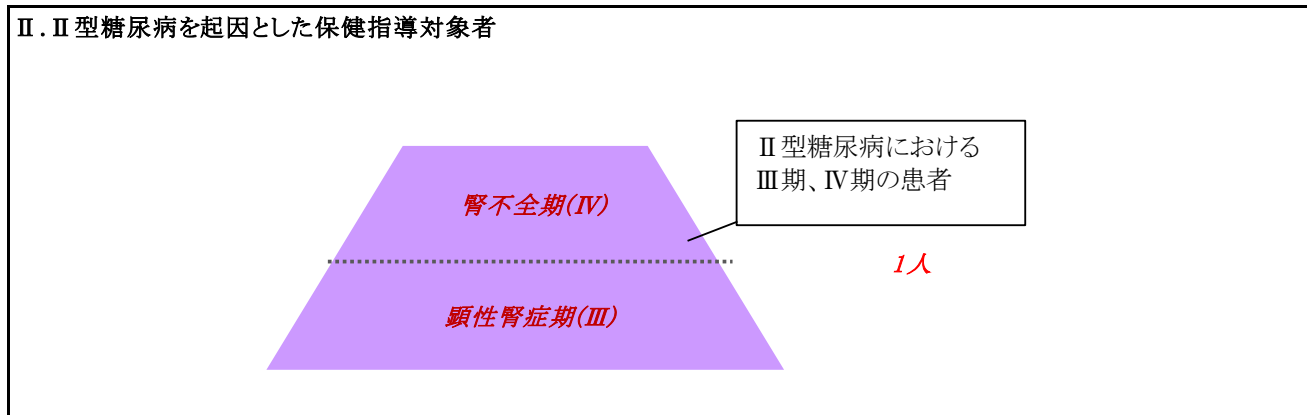 Ⅱ.Ⅱ型糖尿病を起因とした保健指導対象者
Ⅱ型糖尿病における
Ⅲ期、Ⅳ期の患者
腎不全期(Ⅳ)
1人
顕性腎症期(Ⅲ)